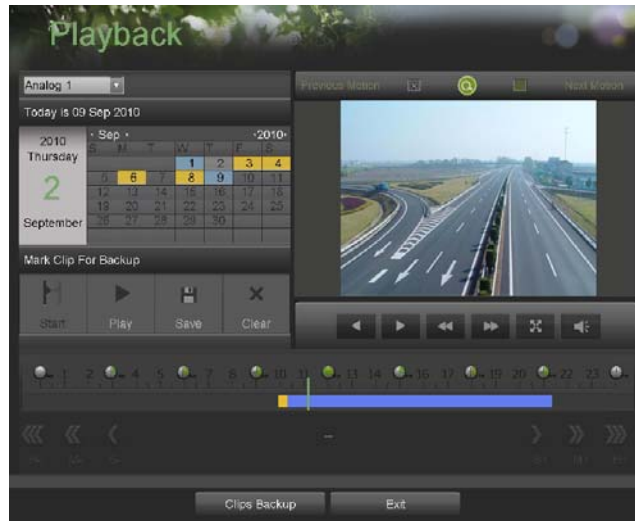 Playback
Analog 1
Previous Motion
Next Motion
Today is 09 Sep 2010
2010
Thursday
2
September
Sep
2010
S M T W T F S
1 2 3 4
5 6 7 8 9 10 11
12 13 14 15 16 17 18
19 20 21 22 23 24 25
26 27 28 29 30
Mark Clip For Backup
Start Play Save Clear
1 2 4 5 7 8 10 11 13 14 16 17 19 20 22 23
Clips Backup
Exit